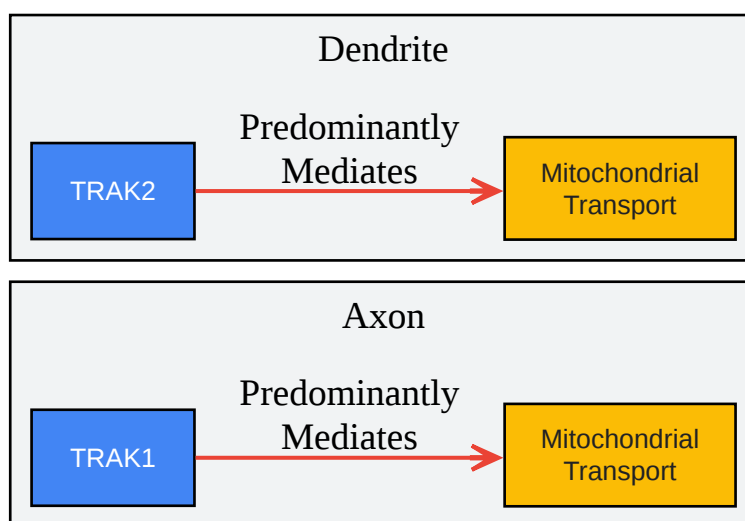 Dendrite
Predominantly
Mediates
TRAK2
Mitochondrial
Transport
Axon
Predominantly
Mediates
TRAK1
Mitochondrial
Transport